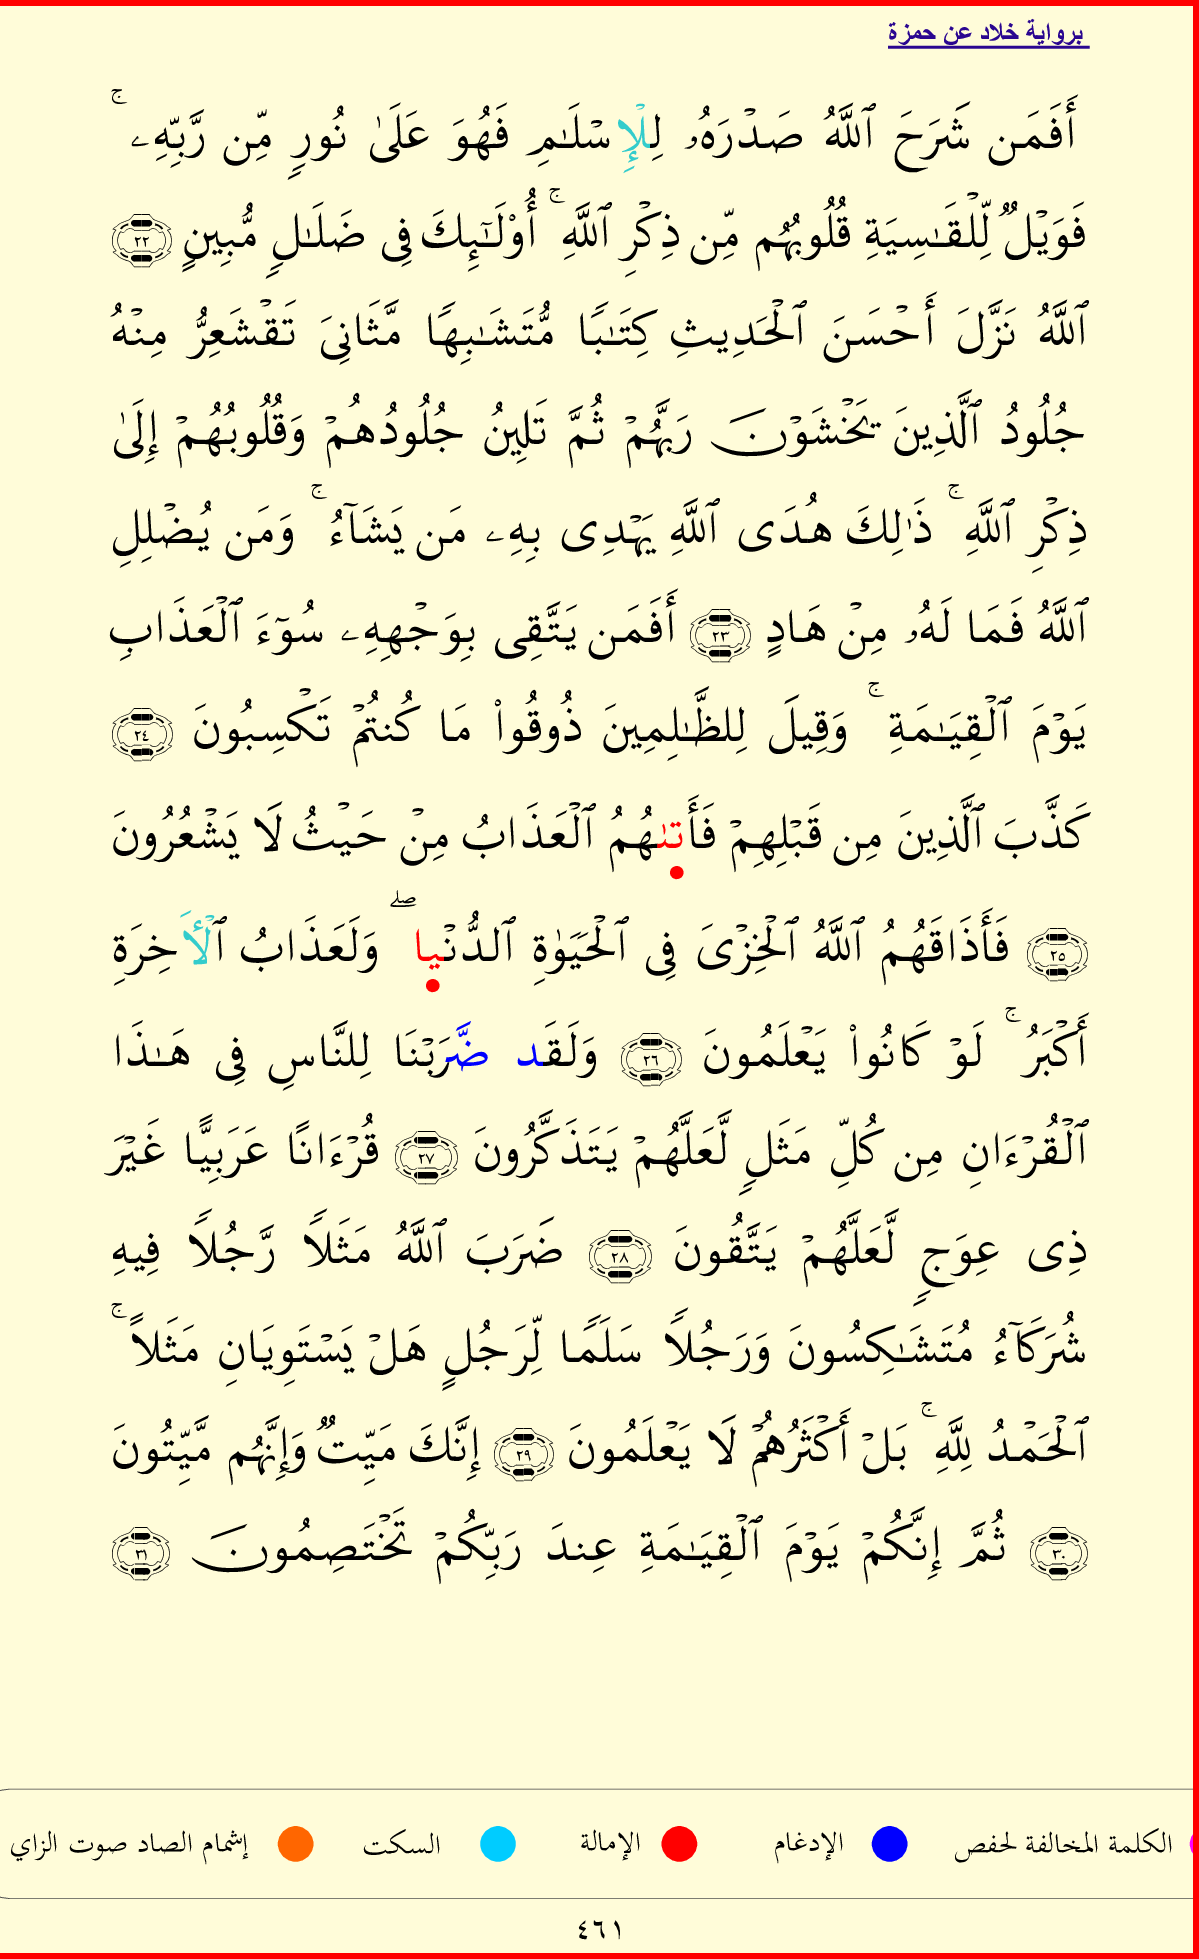 برواية خلاد عن حمزة
أَفَمَن شَرَحَ ٱللَّهُ صَدْرَهُۥ لِلْإِسْلَٰمِ فَهُوَ عَلَىٰ نُورٍ مِّن رَّبِّهِۦ ۚ
فَوَيْلٌ لِّلْقَٰسِيَةِ قُلُوبُهُم مِّن ذِكْرِ ٱللَّهِ ۚ أُو۟لَٰٓئِكَ فِى ضَلَٰلٍ مُّبِينٍ ٢٢
ٱللَّهُ نَزَّلَ أَحْسَنَ ٱلْحَدِيثِ كِتَٰبًا مُّتَشَٰبِهًا مَّثَانِىَ تَقْشَعِرُّ مِنْهُ
جُلُودُ ٱلَّذِينَ يَخْشَوْنَ رَبَّهُمْ ثُمَّ تَلِينُ جُلُودُهُمْ وَقُلُوبُهُمْ إِلَىٰ
ذِكْرِ ٱللَّهِ ۚ ذَٰلِكَ هُدَى ٱللَّهِ يَهْدِى بِهِۦ مَن يَشَآءُ ۚ وَمَن يُضْلِلِ
ٱللَّهُ فَمَا لَهُۥ مِنْ هَادٍ ٢٣ أَفَمَن يَتَّقِى بِوَجْهِهِۦ سُوٓءَ ٱلْعَذَابِ
يَوْمَ ٱلْقِيَٰمَةِ ۚ وَقِيلَ لِلظَّٰلِمِينَ ذُوقُوا۟ مَا كُنتُمْ تَكْسِبُونَ ٢٤
كَذَّبَ ٱلَّذِينَ مِن قَبْلِهِمْ فَأَتَىٰهُمُ ٱلْعَذَابُ مِنْ حَيْثُ لَا يَشْعُرُونَ
٢٥ فَأَذَاقَهُمُ ٱللَّهُ ٱلْخِزْىَ فِى ٱلْحَيَوٰةِ ٱلدُّنْيَا ۖ وَلَعَذَابُ ٱلْأَخِرَةِ
أَكْبَرُ ۚ لَوْ كَانُوا۟ يَعْلَمُونَ ٢٦ وَلَقَد ضَّرَبْنَا لِلنَّاسِ فِى هَٰذَا
ٱلْقُرْءَانِ مِن كُلِّ مَثَلٍ لَّعَلَّهُمْ يَتَذَكَّرُونَ ٢٧ قُرْءَانًا عَرَبِيًّا غَيْرَ
ذِى عِوَجٍ لَّعَلَّهُمْ يَتَّقُونَ ٢٨ ضَرَبَ ٱللَّهُ مَثَلًا رَّجُلًا فِيهِ
شُرَكَآءُ مُتَشَٰكِسُونَ وَرَجُلًا سَلَمًا لِّرَجُلٍ هَلْ يَسْتَوِيَانِ مَثَلًا ۚ
ٱلْحَمْدُ لِلَّهِ ۚ بَلْ أَكْثَرُهُمْ لَا يَعْلَمُونَ ٢٩ إِنَّكَ مَيِّتٌ وَإِنَّهُم مَّيِّتُونَ
٣٠ ثُمَّ إِنَّكُمْ يَوْمَ ٱلْقِيَٰمَةِ عِندَ رَبِّكُمْ تَخْتَصِمُونَ ٣١
الكلمة المخالفة لحفص الإدغام الإمالة السكت إشمام الصاد صوت الزاي
٤٦١